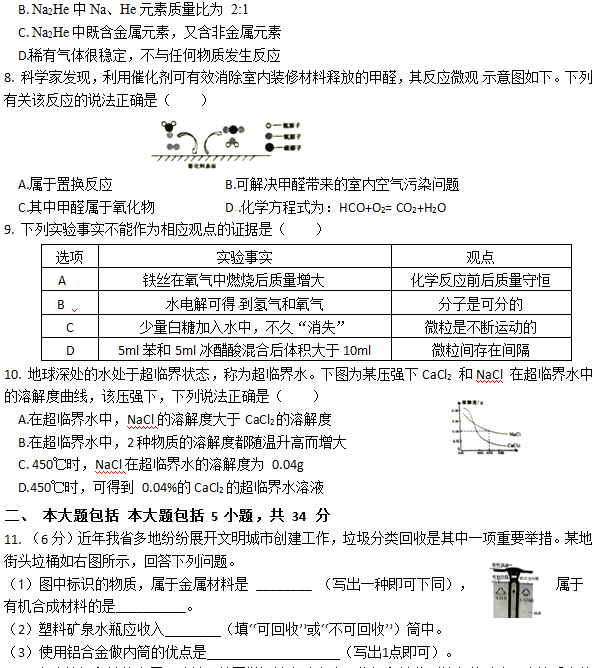 B. Na2He 中 Na、He 元素质量比为 2:1
C. Na2He中既含金属元素，又含非金属元素
D.稀有气体很稳定，不与任何物质发生反应
8. 科学家发现，利用催化剂可有效消除室内装修材料释放的甲醛，其反应微观 示意图如下。下列
有关该反应的说法正确是（ ）
A.属于置换反应 B.可解决甲醛带来的室内空气污染问题
C.其中甲醛属于氧化物 D .化学方程式为：HCO+O2= CO2+H2O
9. 下列实验事实不能作为相应观点的证据是（ ）
选项 实验事实 观点
A 铁丝在氧气中燃烧后质量增大 化学反应前后质量守恒
B 水电解可得 到氢气和氧气 分子是可分的
C 少量白糖加入水中，不久“消失” 微粒是不断运动的
D 5ml 苯和 5ml 冰醋酸混合后体积大于 10ml 微粒间存在间隔
10. 地球深处的水处于超临界状态，称为超临界水。下图为某压强下 CaCl2 和 NaCl 在超临界水中
的溶解度曲线，该压强下，下列说法正确是（ ）
NaCl
CaCl2
A.在超临界水中，NaCl 的溶解度大于 CaCl2 的溶解度
B.在超临界水中，2 种物质的溶解度都随温升高而增大
C. 450℃时，NaCl 在超临界水的溶解度为 0.04g
D.450℃时，可得到 0.04%的 CaCl2 的超临界水溶液
二、 本大题包括 本大题包括 5 小题，共 34 分
11. （6 分）近年我省多地纷纷展开文明城市创建工作，垃圾分类回收是其中一项重要举措。某地
街头垃桶如右图所示，回答下列问题。
（1）图中标识的物质，属于金属材料是 ________ （写出一种即可下同）， 属于
有机合成材料的是__________。
（2）塑料矿泉水瓶应收入________（填“可回收”或“不可回收”）筒中。
（3）使用铝合金做内筒的优点是___________________（写出1点即可）。